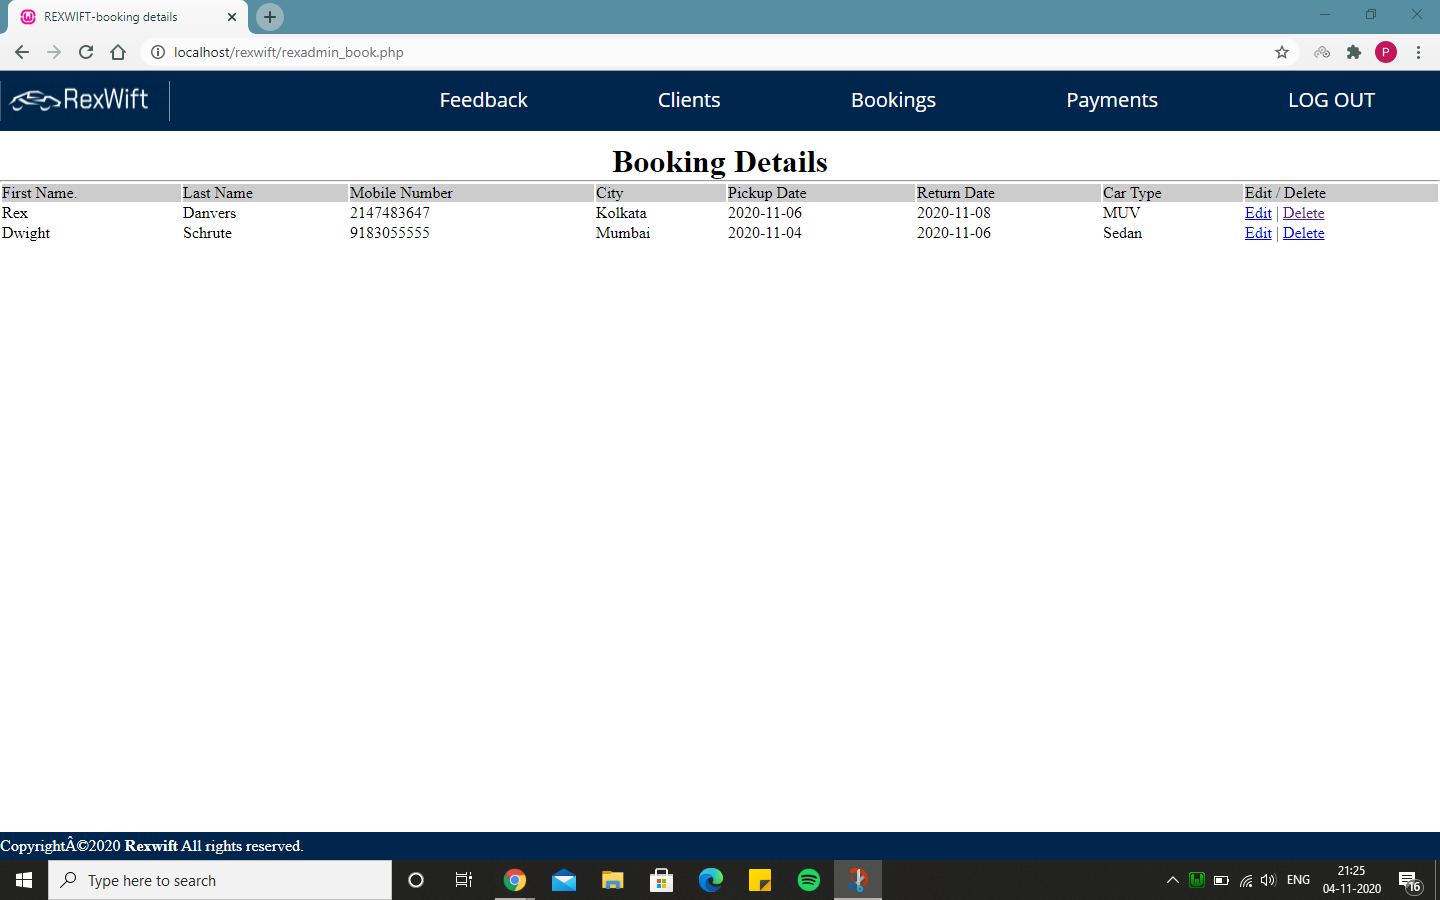 REXWIFT-booking details
localhost/rexwift/rexadmin_book.php
P
RexWift Feedback Clients Bookings Payments LOG OUT
Booking Details
First Name. Last Name Mobile Number City Pickup Date Return Date Car Type Edit / Delete
Rex Danvers 2147483647 Kolkata 2020-11-06 2020-11-08 MUV Edit | Delete
Dwight Schrute 9183055555 Mumbai 2020-11-04 2020-11-06 Sedan Edit | Delete
CopyrightÂ©2020 Rexwift All rights reserved.
Type here to search
ENG
21:25
04-11-2020
16